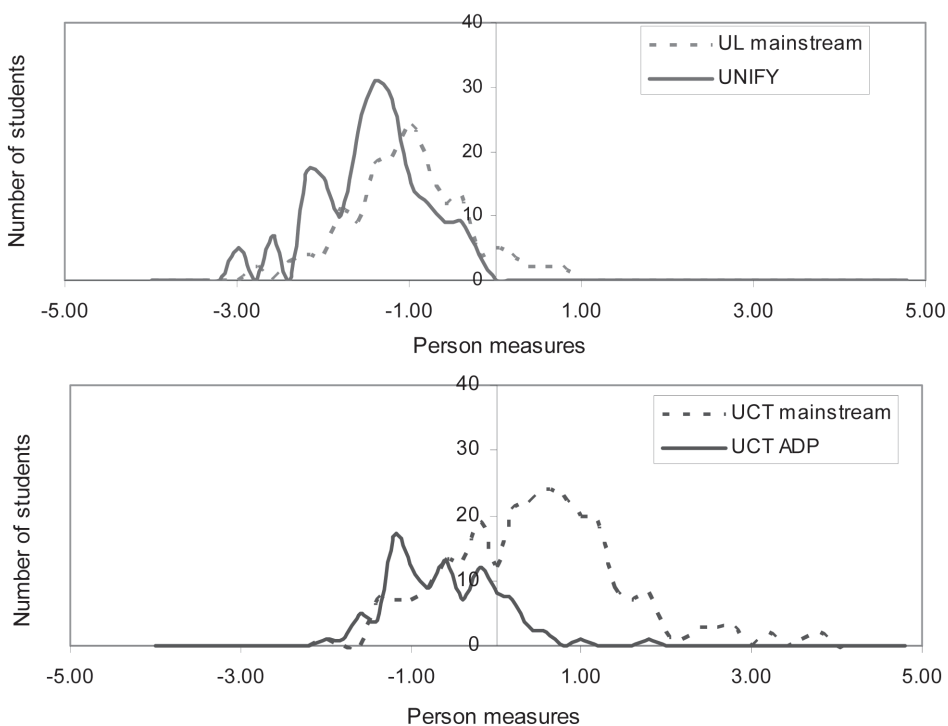 40
UL mainstream
UNIFY
30
20
10
0
Number of students
-5.00 -3.00 -1.00 1.00 3.00 5.00
Person measures
40
UCT mainstream
UCT ADP
30
20
10
0
Number of students
-5.00 -3.00 -1.00 1.00 3.00 5.00
Person measures